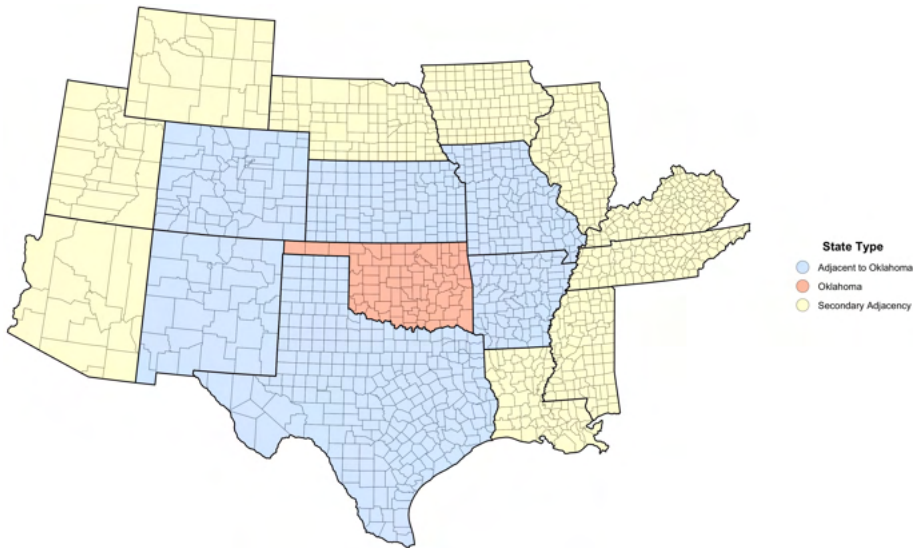 State Type
Adjacent to Oklahoma
Oklahoma
Secondary Adjacency